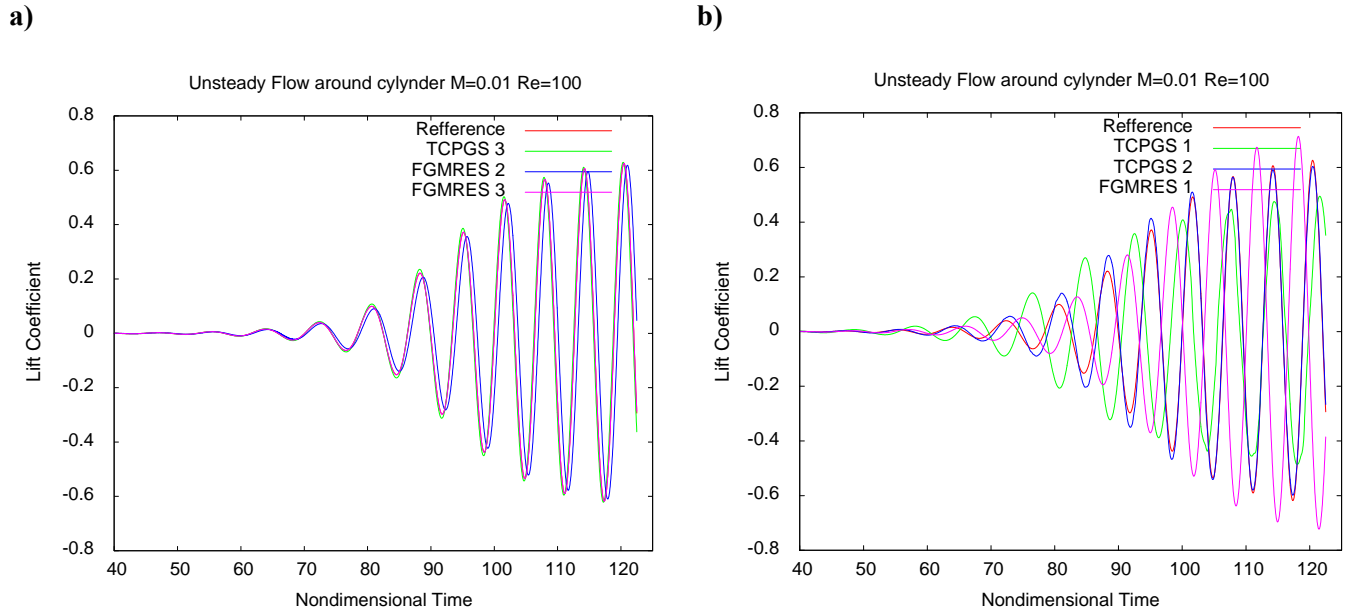 a)
Unsteady Flow around cylynder M=0.01 Re=100
Refference
TCPGS 3
FGMRES 2
FGMRES 3
0.8
0.6
0.4
0.2
0
-0.2
-0.4
-0.6
-0.8
Lift Coefficient
40 50 60 70 80 90 100 110 120
Nondimensional Time
b)
Unsteady Flow around cylynder M=0.01 Re=100
Refference
TCPGS 1
TCPGS 2
FGMRES 1
0.8
0.6
0.4
0.2
0
-0.2
-0.4
-0.6
-0.8
Lift Coefficient
40 50 60 70 80 90 100 110 120
Nondimensional Time